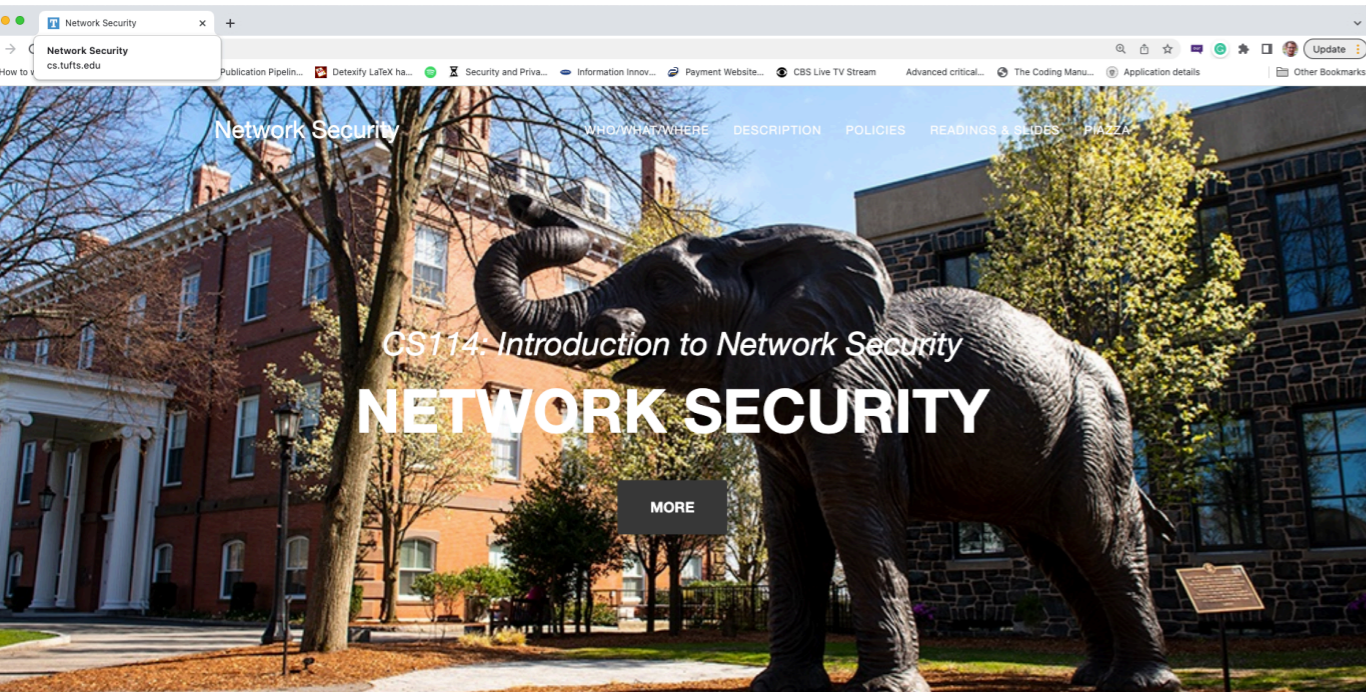 Network Security
Network Security
cs.tufts.edu
Update
How to
Publication Pipelin...
Detexify LaTeX ha...
Security and Priva...
Information Innov...
Payment Website...
CBS Live TV Stream
Advanced critical...
The Coding Manu...
Application details
Other Bookmarks
Network Security
WHO/WHAT/WHERE
DESCRIPTION
POLICIES
READINGS & SLIDES
PIAZZA
CS114: Introduction to Network Security
NETWORK SECURITY
MORE